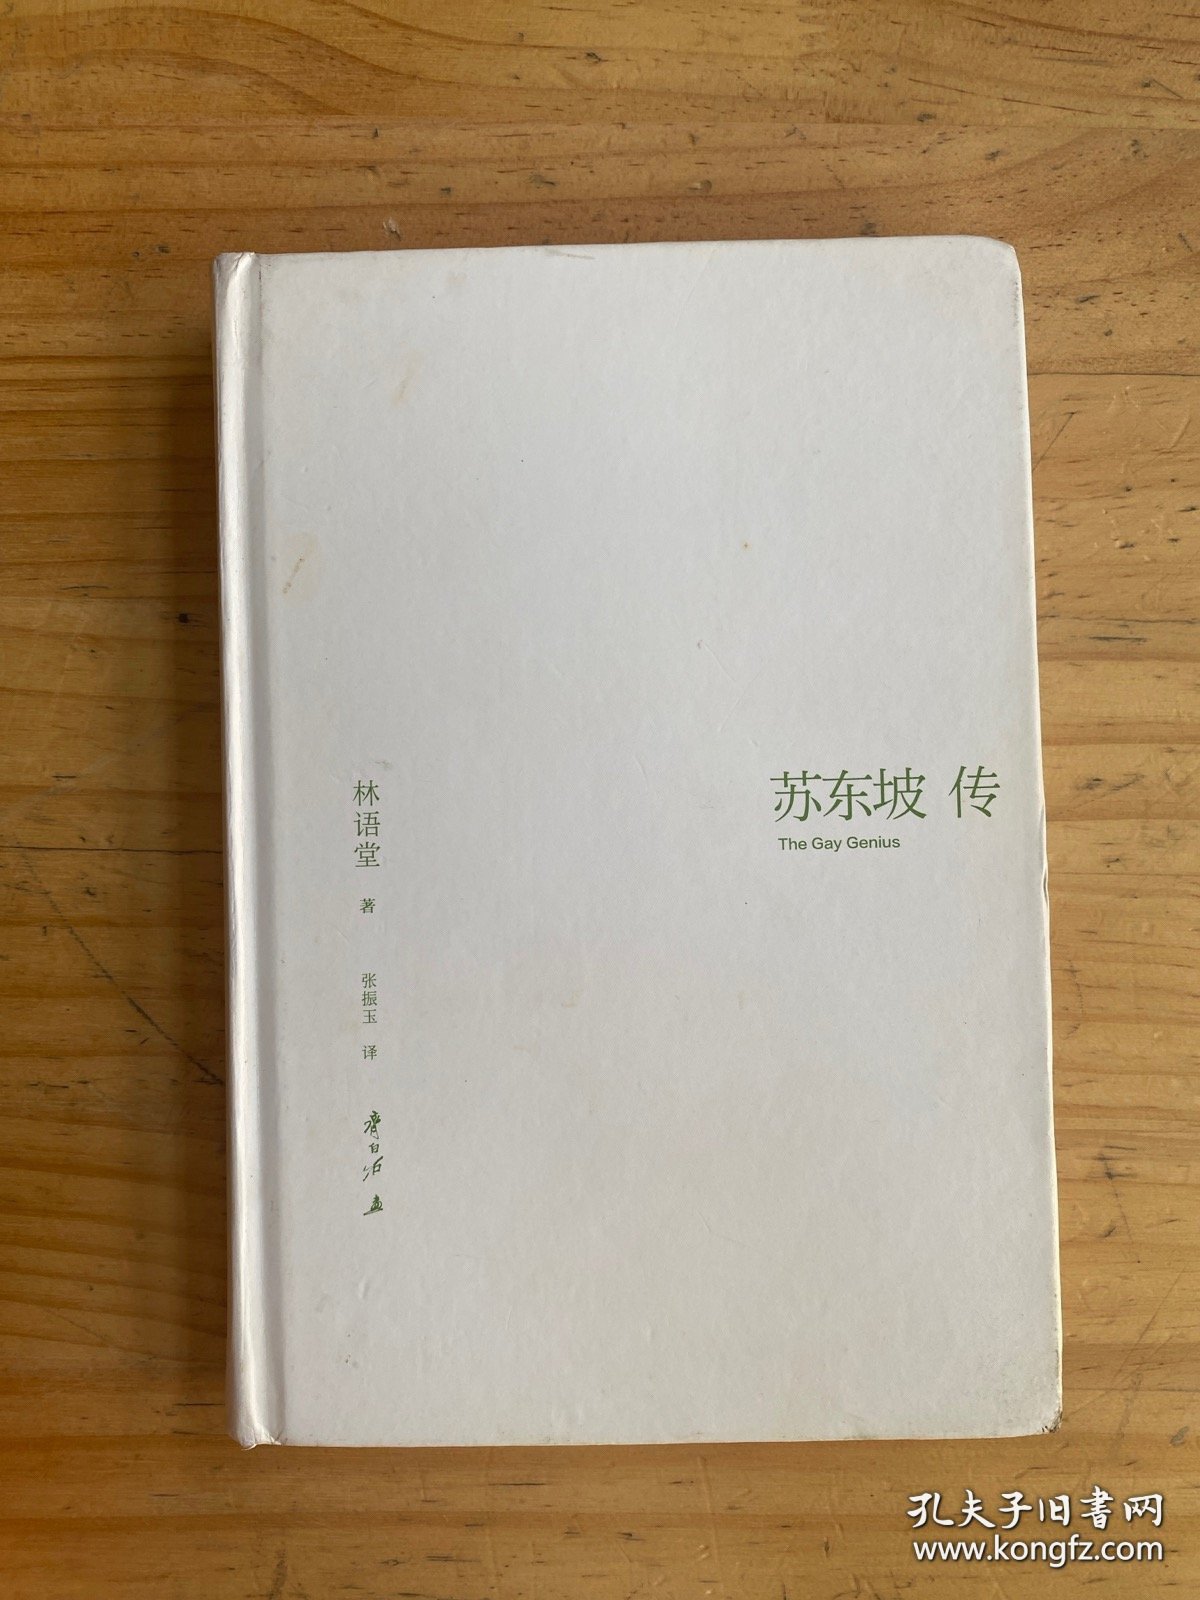 苏东坡 传
The Gay Genius
林语堂 著
张振玉 译
齐白石 画
孔夫子旧書网
www.kongfz.com